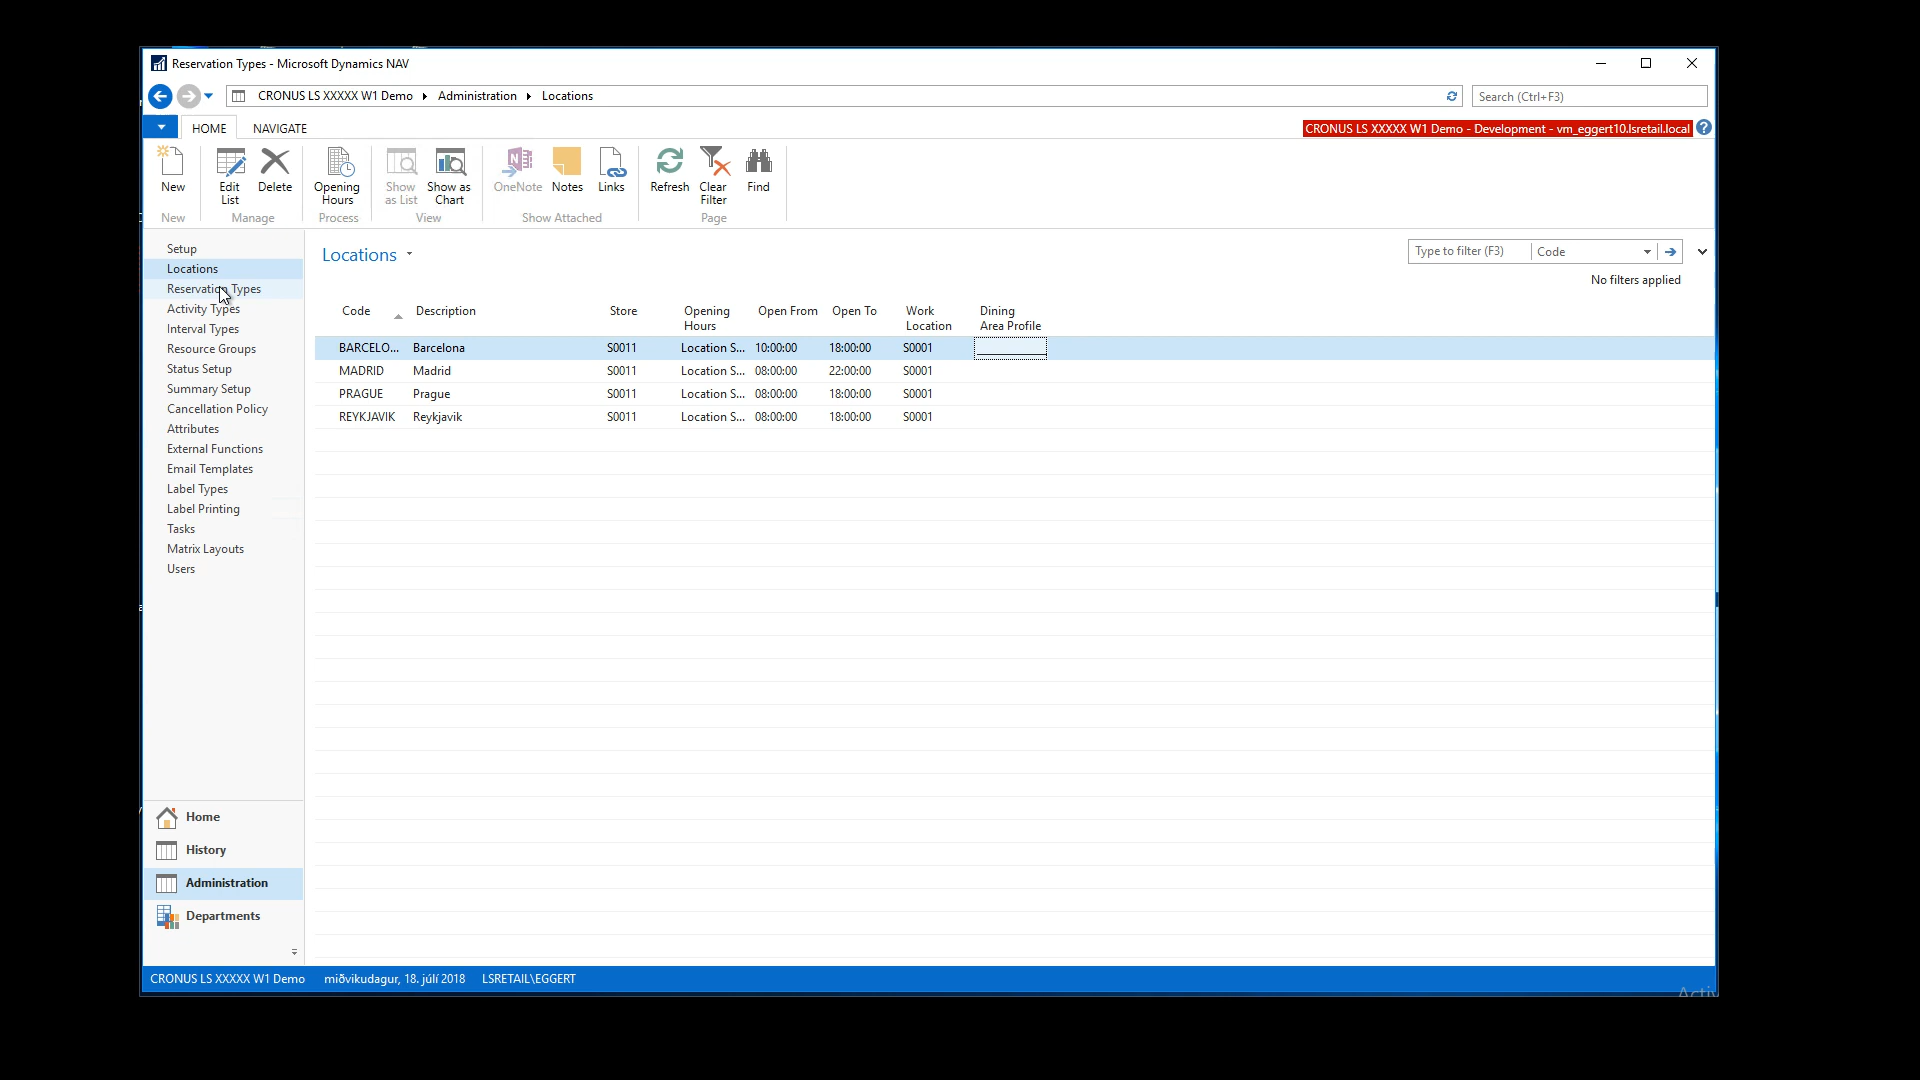 Reservation Types - Microsoft Dynamics NAV
CRONUS LS XXXXX W1 Demo
Administration
Locations
Search (Ctrl+F3)
HOME
NAVIGATE
CRONUS LS XXXXX W1 Demo - Development - vm_eggert10.lsretail.local
New
Edit List
Delete
Opening Hours
Show as List
Show as Chart
OneNote
Notes
Links
Refresh
Clear Filter
Find
New
Manage
Process
View
Show Attached
Page
Setup
Locations
Reservation Types
Activity Types
Interval Types
Resource Groups
Status Setup
Summary Setup
Cancellation Policy
Attributes
External Functions
Email Templates
Label Types
Label Printing
Tasks
Matrix Layouts
Users
Home
History
Administration
Departments
Locations
Type to filter (F3)
Code
No filters applied
Code Description Store Opening Hours Open From Open To Work Location Dining Area Profile
BARCELO... Barcelona S0011 Location S... 10:00:00 18:00:00 S0001
MADRID Madrid S0011 Location S... 08:00:00 22:00:00 S0001
PRAGUE Prague S0011 Location S... 08:00:00 18:00:00 S0001
REYKJAVIK Reykjavik S0011 Location S... 08:00:00 18:00:00 S0001
CRONUS LS XXXXX W1 Demo miðvikudagur, 18. júlí 2018 LSRETAIL\EGGERT